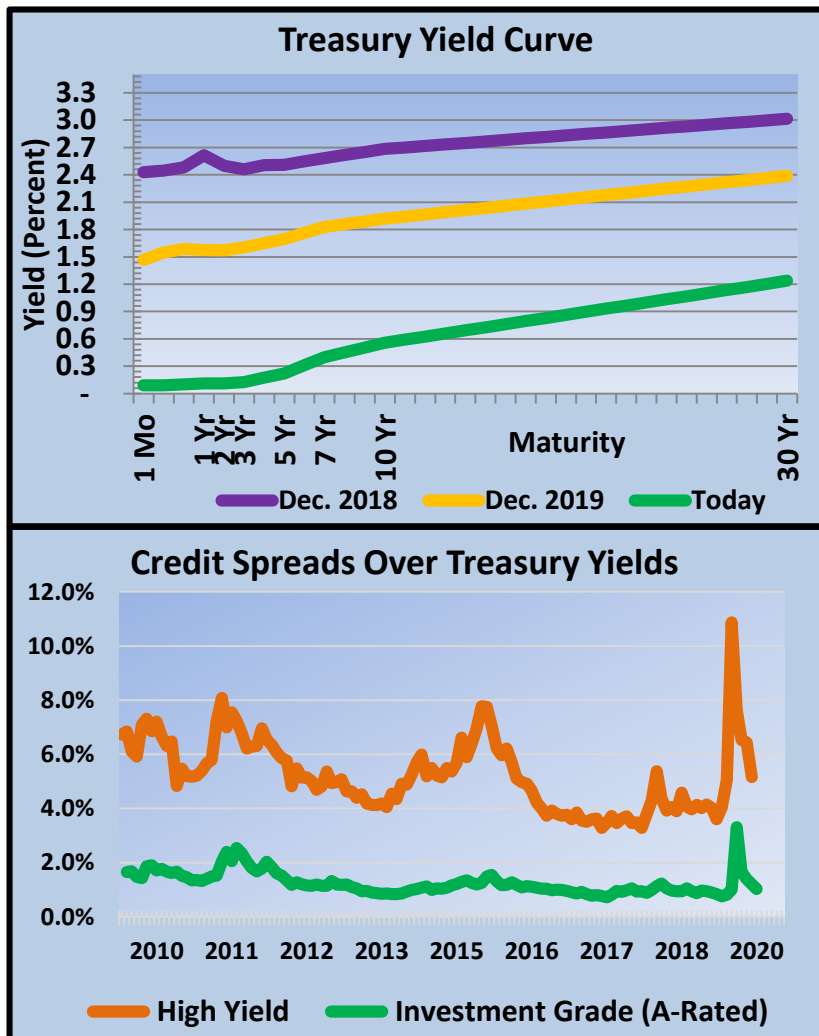 Treasury Yield Curve
Yield (Percent)
3.3
3.0
2.7
2.4
2.1
1.8
1.5
1.2
0.9
0.6
0.3
-
1 Mo
1 Yr
2 Yr
3 Yr
5 Yr
7 Yr
10 Yr
30 Yr
Maturity
Dec. 2018 Dec. 2019 Today
Credit Spreads Over Treasury Yields
12.0%
10.0%
8.0%
6.0%
4.0%
2.0%
0.0%
2010 2011 2012 2013 2015 2016 2017 2018 2020
High Yield Investment Grade (A-Rated)